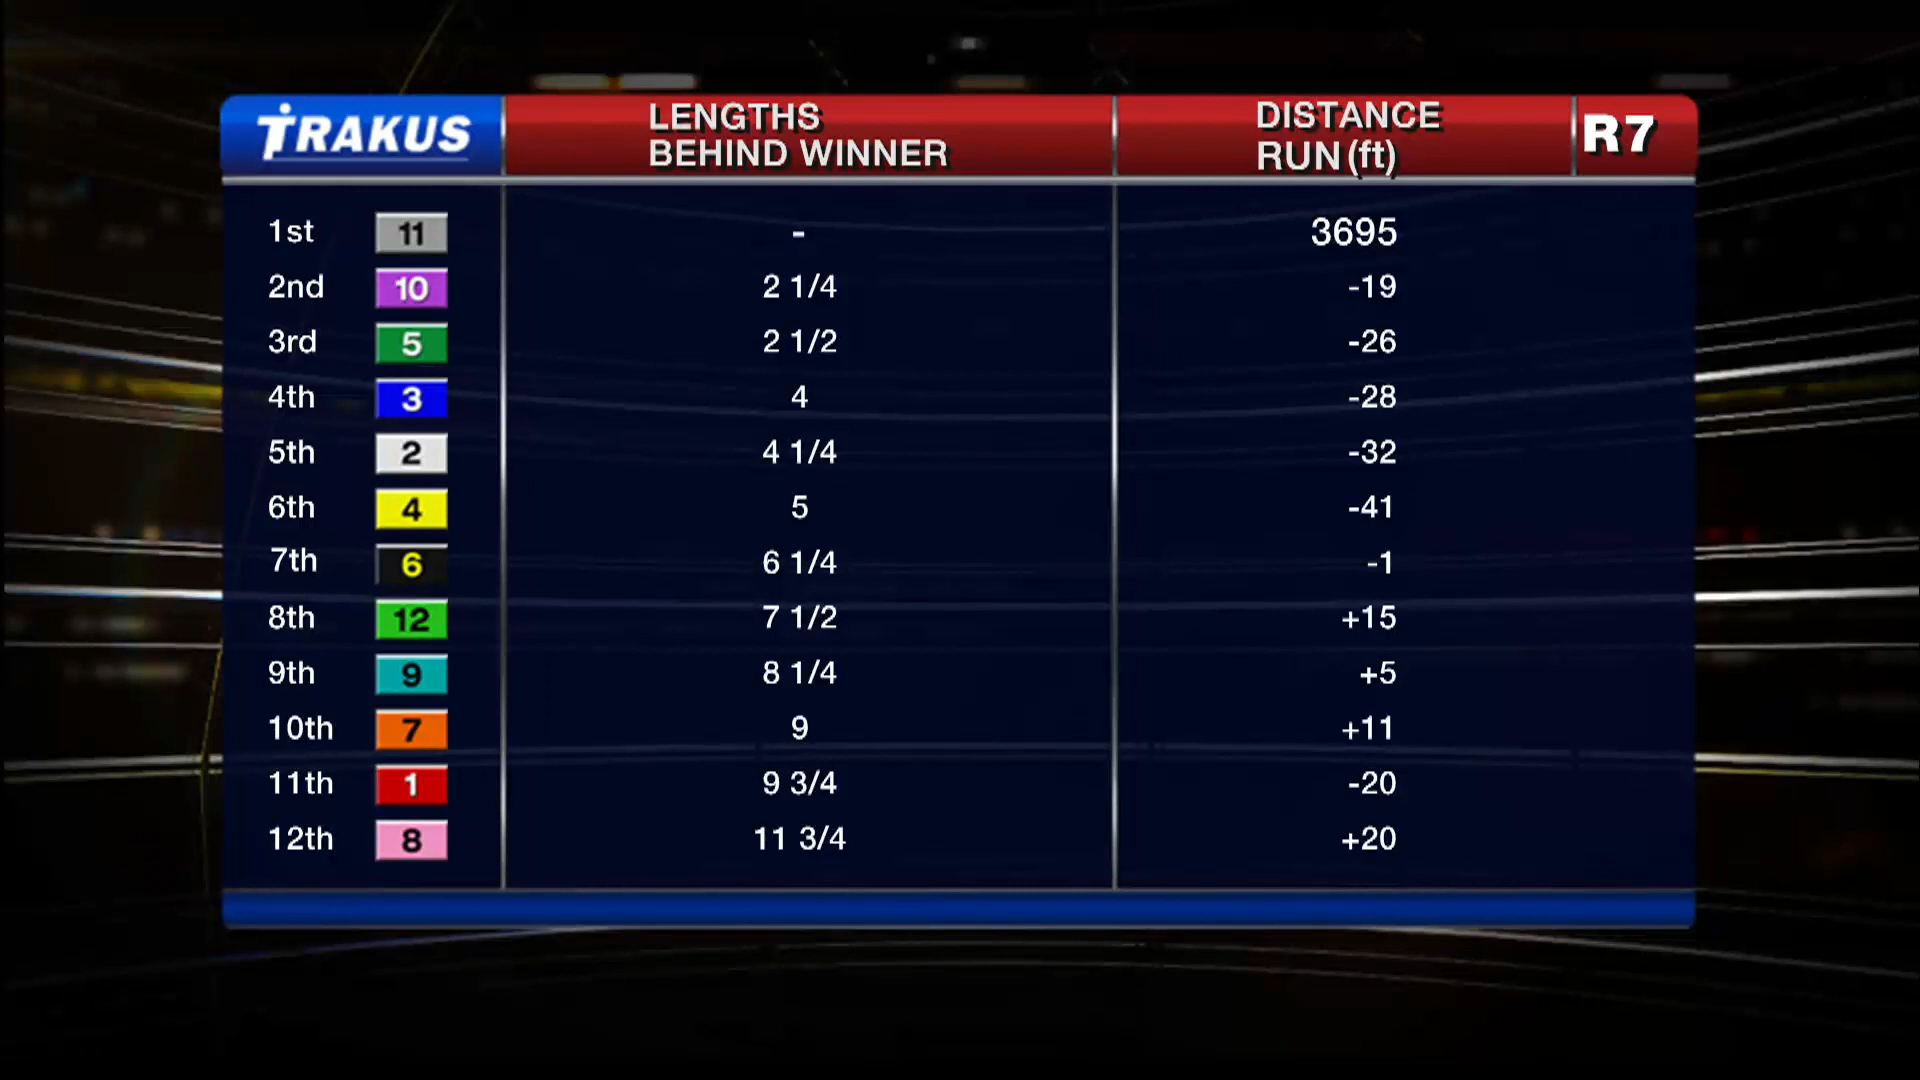 TRAKUS
LENGTHS
BEHIND WINNER
DISTANCE
RUN (ft)
R7
1st 11 - 3695
2nd 10 2 1/4 -19
3rd 5 2 1/2 -26
4th 3 4 -28
5th 2 4 1/4 -32
6th 4 5 -41
7th 6 6 1/4 -1
8th 12 7 1/2 +15
9th 9 8 1/4 +5
10th 7 9 +11
11th 1 9 3/4 -20
12th 8 11 3/4 +20